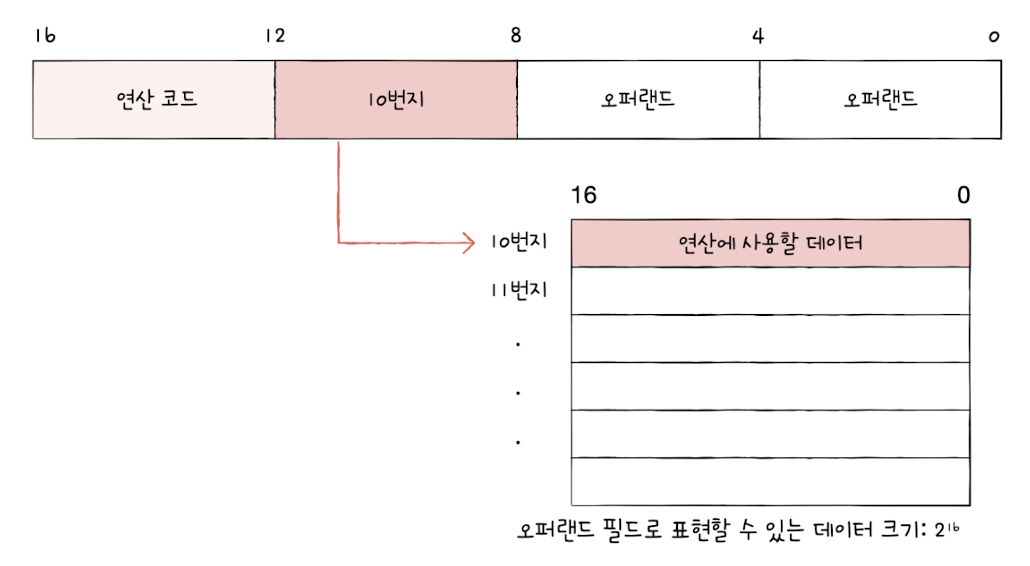 16 12 8 4 0
연산 코드 10번지 오퍼랜드 오퍼랜드
16 0
10번지 연산에 사용할 데이터
11번지
.
.
.
오퍼랜드 필드로 표현할 수 있는 데이터 크기: 2¹⁶